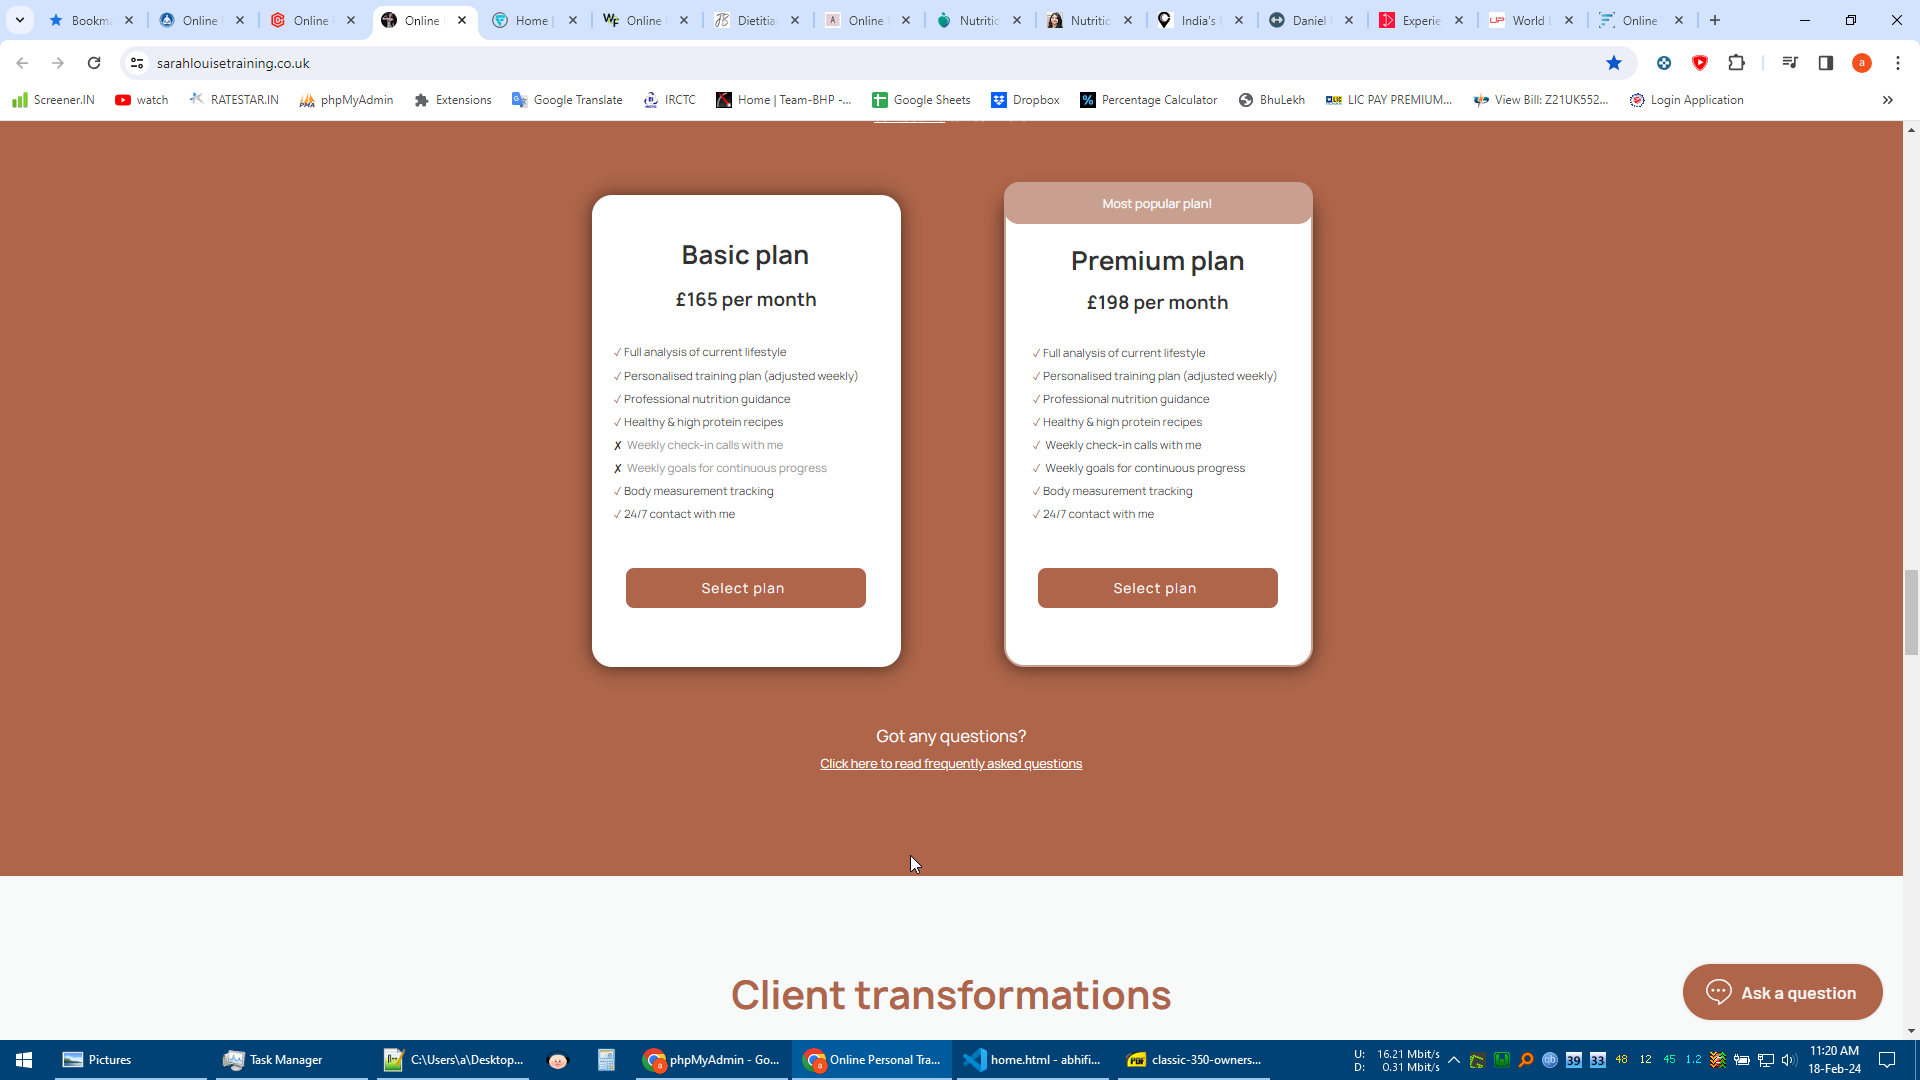 Bookma
Online
Online
Online
Home |
Online
Dietitia
Online
Nutritio
Nutritio
India's
Daniel
Experie
World
Online
sarahlouisetraining.co.uk
Screener.IN
watch
RATESTAR.IN
phpMyAdmin
Extensions
Google Translate
IRCTC
Home | Team-BHP -...
Google Sheets
Dropbox
Percentage Calculator
BhuLekh
LIC PAY PREMIUM...
View Bill: Z21UK552...
Login Application
Basic plan
£165 per month
✓ Full analysis of current lifestyle
✓ Personalised training plan (adjusted weekly)
✓ Professional nutrition guidance
✓ Healthy & high protein recipes
✗ Weekly check-in calls with me
✗ Weekly goals for continuous progress
✓ Body measurement tracking
✓ 24/7 contact with me
Select plan
Most popular plan!
Premium plan
£198 per month
✓ Full analysis of current lifestyle
✓ Personalised training plan (adjusted weekly)
✓ Professional nutrition guidance
✓ Healthy & high protein recipes
✓ Weekly check-in calls with me
✓ Weekly goals for continuous progress
✓ Body measurement tracking
✓ 24/7 contact with me
Select plan
Got any questions?
Click here to read frequently asked questions
Client transformations
Ask a question
Pictures
Task Manager
C:\Users\a\Desktop...
phpMyAdmin - Go...
Online Personal Tra...
home.html - abhifi...
classic-350-owners...
U: 16.21 Mbit/s
D: 0.31 Mbit/s
39
33
48
12
45
1.2
11:20 AM
18-Feb-24